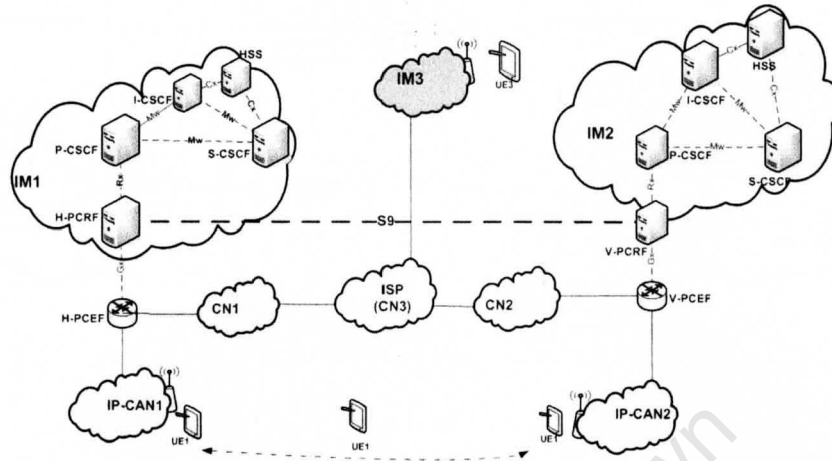 HSS
I-CSCF
Cx
Mw
Cx
Mw
P-CSCF
Mw
S-CSCF
IM1
Rx
H-PCRF
Gx
H-PCEF
IM3
UE3
HSS
Cx
I-CSCF
Mw
Mw
Cx
IM2
P-CSCF
Mw
S-CSCF
Rx
S9
V-PCRF
Gx
V-PCEF
CN1
ISP
(CN3)
CN2
IP-CAN1
UE1
UE1
UE1
IP-CAN2
wn